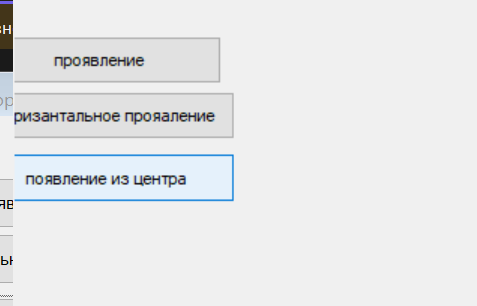 проявление
ризантальное прояаление
появление из центра